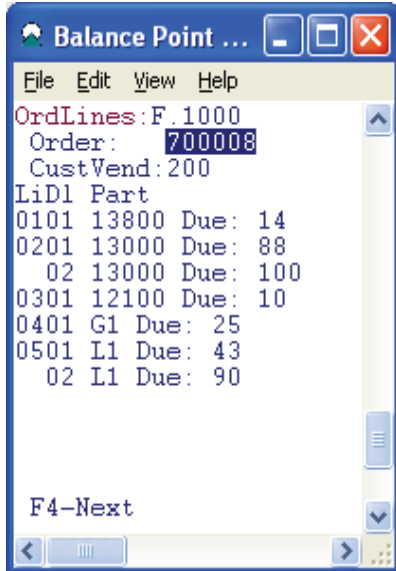 Balance Point ...
File Edit View Help
OrdLines:F.1000
Order: 700008
CustVend:200
LiDl Part
0101 13800 Due: 14
0201 13000 Due: 88
02 13000 Due: 100
0301 12100 Due: 10
0401 G1 Due: 25
0501 L1 Due: 43
02 L1 Due: 90
F4-Next